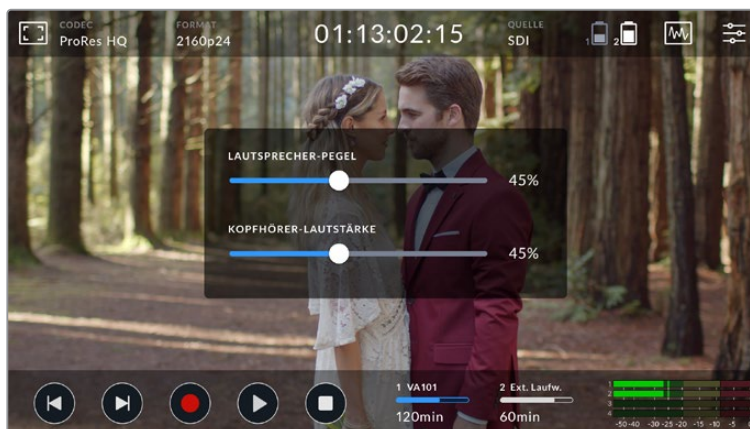 CODEC FORMAT 01:13:02:15 QUELLE
ProRes HQ 2160p24 SDI 1 2
LAUTSPRECHER-PEGEL
45%
KOPFHÖRER-LAUTSTÄRKE
45%
1 VA101 2 Ext. Laufw.
120min 60min
1
2
3
4
-50 -40 -30 -25 -20 -15 -10 -5